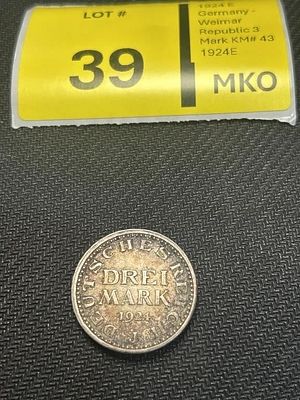 LOT #
39
1924 E
Germany -
Weimar
Republic 3
Mark KM# 43
1924E
MKO
DEUTSCHES REICH
DREI
MARK
1924
J